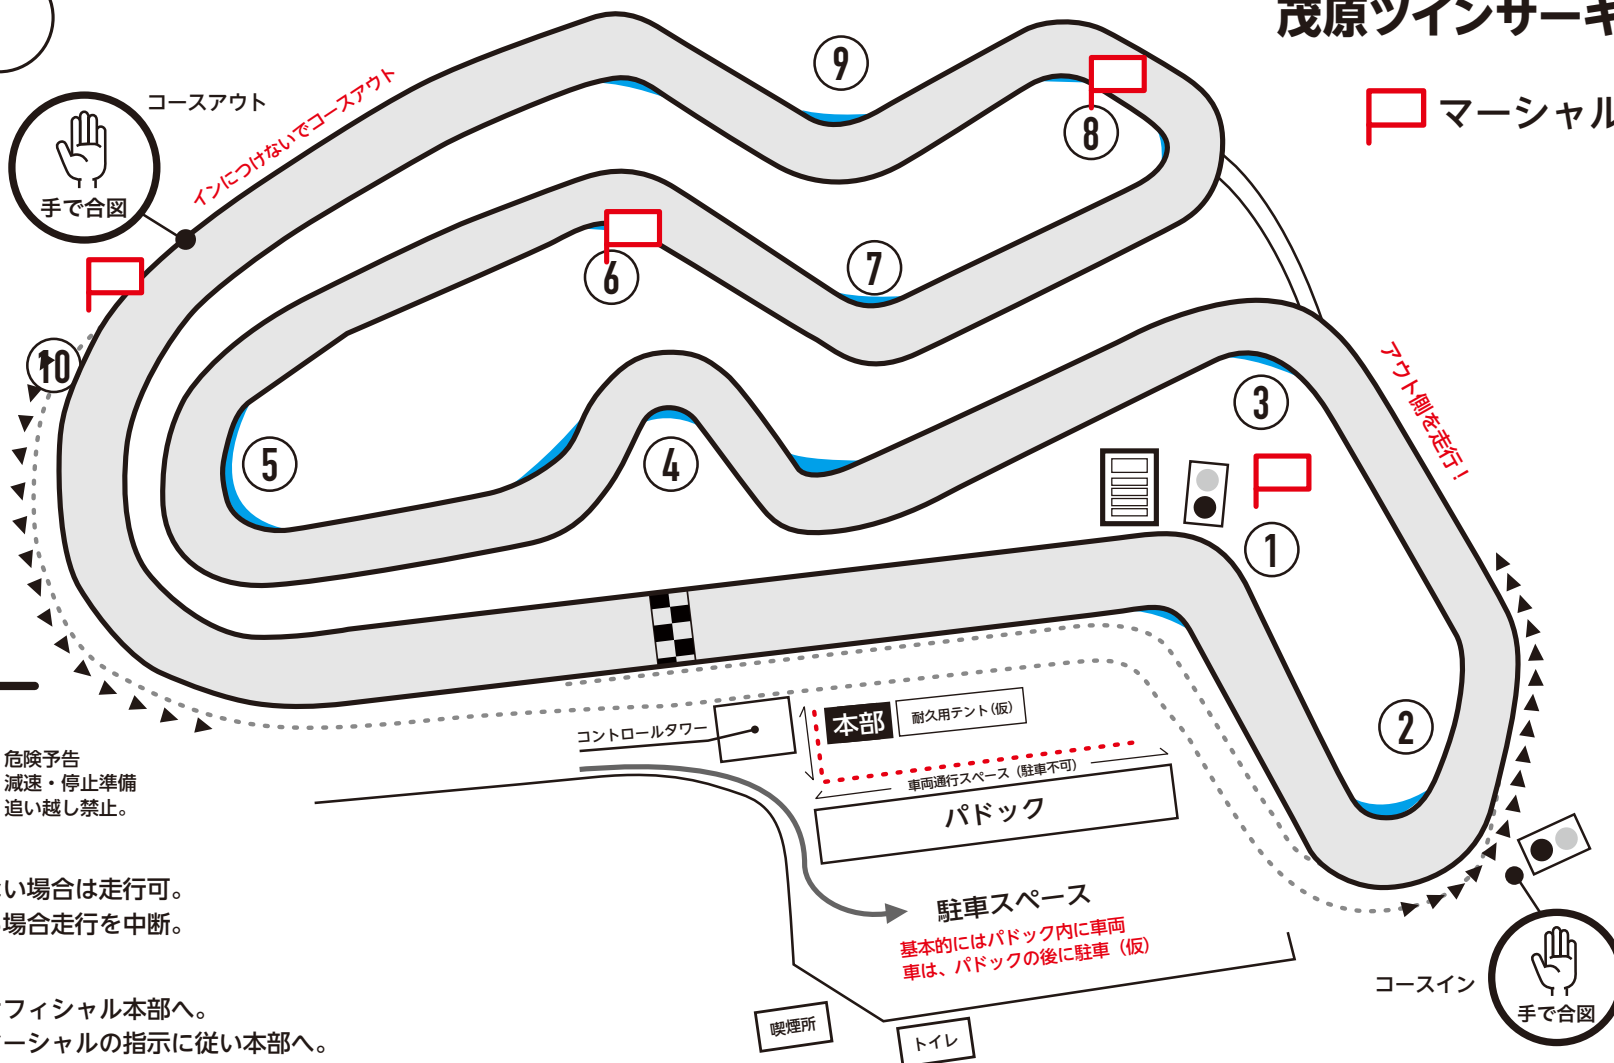 茂原ツインサーキ
マーシャル
コースアウト
手で合図
インにつけないでコースアウト
9
8
7
6
10
5
4
3
アウト側を走行！
1
2
コントロールタワー
本部
耐久用テント(仮)
車両通行スペース（駐車不可）
パドック
危険予告
減速・停止準備
追い越し禁止。
い場合は走行可。
場合走行を中断。
駐車スペース
基本的にはパドック内に車両
車は、パドックの後に駐車（仮）
フィシャル本部へ。
ーシャルの指示に従い本部へ。
喫煙所
トイレ
コースイン
手で合図